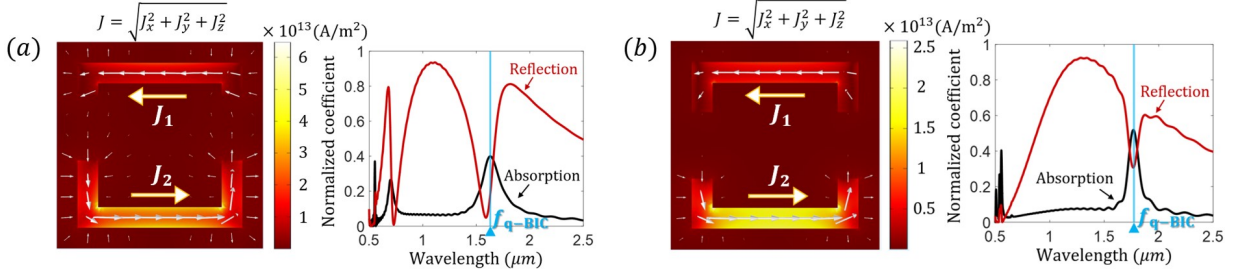 (a)
J = √(J_x^2 + J_y^2 + J_z^2)
× 10^13 (A/m^2)
6
5
4
3
2
1
J_1
J_2
Normalized coefficient
1
0.8
0.6
0.4
0.2
0
Reflection
Absorption
f_q−BIC
0.5 1 1.5 2 2.5
Wavelength (μm)
(b)
J = √(J_x^2 + J_y^2 + J_z^2)
× 10^13 (A/m^2)
2.5
2
1.5
1
0.5
J_1
J_2
Normalized coefficient
1
0.8
0.6
0.4
0.2
0
Reflection
Absorption
f_q−BIC
0.5 1 1.5 2 2.5
Wavelength (μm)